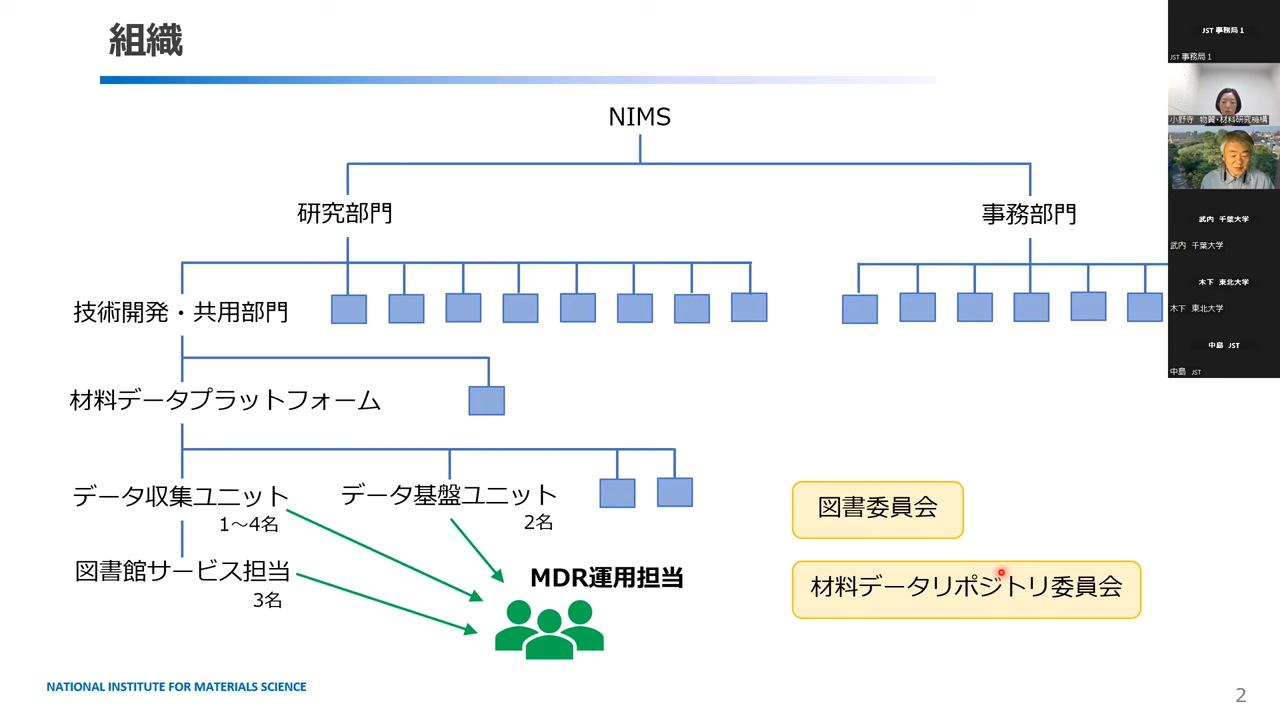 組織
NIMS
研究部門
事務部門
技術開発・共用部門
材料データプラットフォーム
データ収集ユニット
1～4名
データ基盤ユニット
2名
図書館サービス担当
3名
MDR運用担当
図書委員会
材料データリポジトリ委員会
NATIONAL INSTITUTE FOR MATERIALS SCIENCE
2
JST 事務局 1
JST 事務局 1
小野寺 物質・材料研究機構
武内 千葉大学
武内 千葉大学
木下 東北大学
木下 東北大学
中島 JST
中島 JST